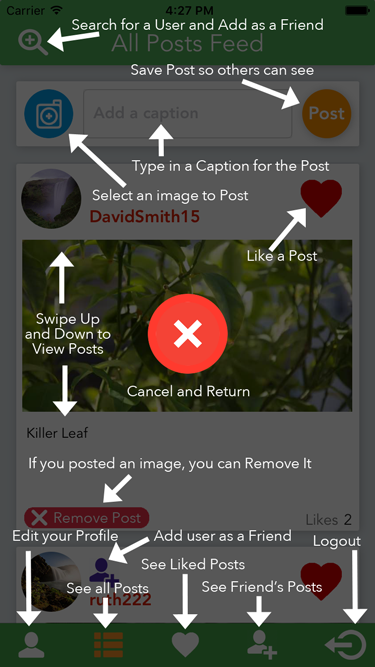 Carrier 4:27 PM
Search for a User and Add as a Friend
All Posts Feed
Save Post so others can see
Add a caption
Post
Type in a Caption for the Post
Select an image to Post
DavidSmith15
Like a Post
Swipe Up
and Down to
View Posts
Cancel and Return
Killer Leaf
If you posted an image, you can Remove It
Remove Post
Likes 2
Edit your Profile
Add user as a Friend
Logout
See Liked Posts
See all Posts
See Friend's Posts
ruth222